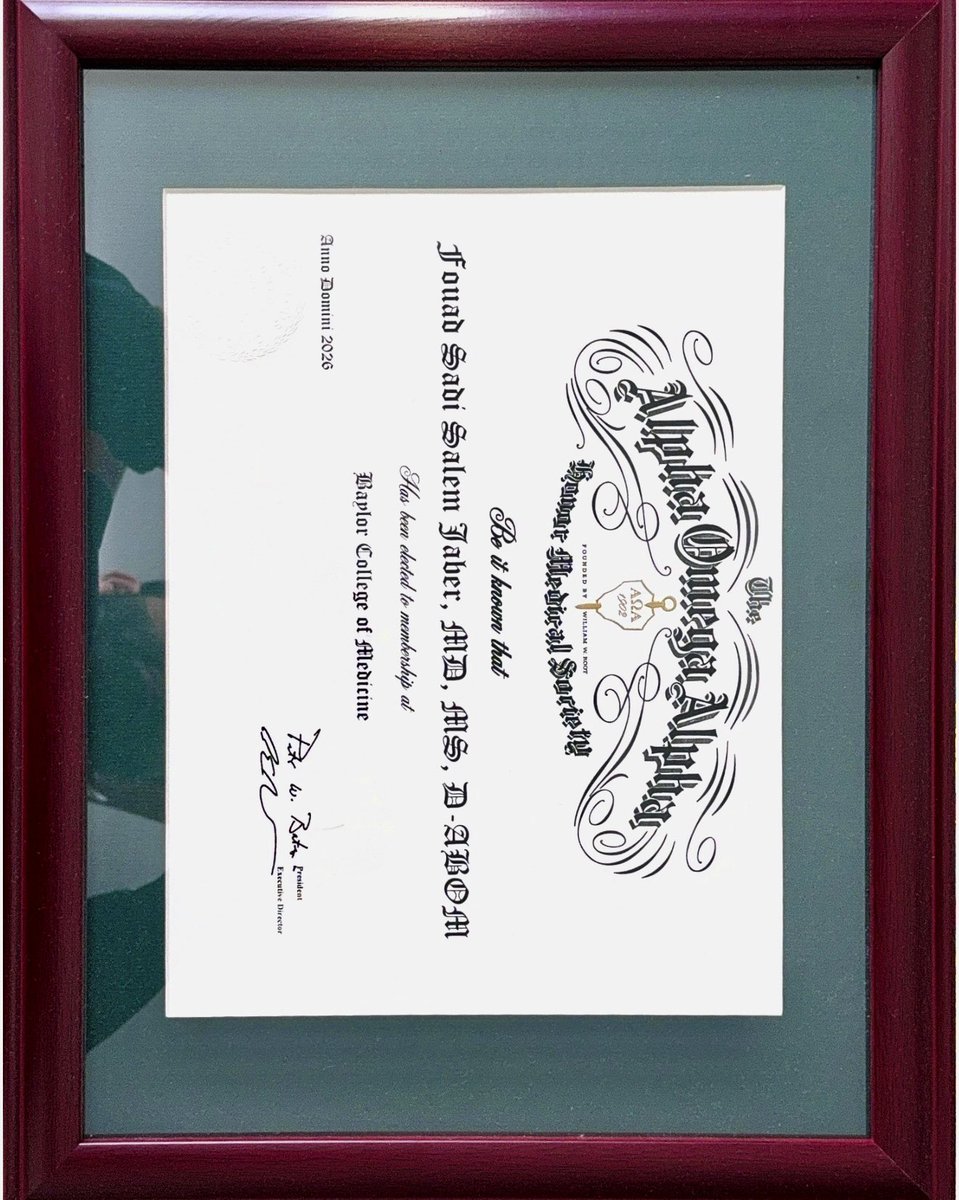 The
Alpha Omega Alpha
ΑΩΑ
1902
FOUNDED BY WILLIAM W. ROOT
Honor Medical Society
Be it known that
Fouad Sadi Salem Jaber, MD, MS, D-ABOM
Has been elected to membership at
Baylor College of Medicine
Anno Domini 2026
President
Executive Director